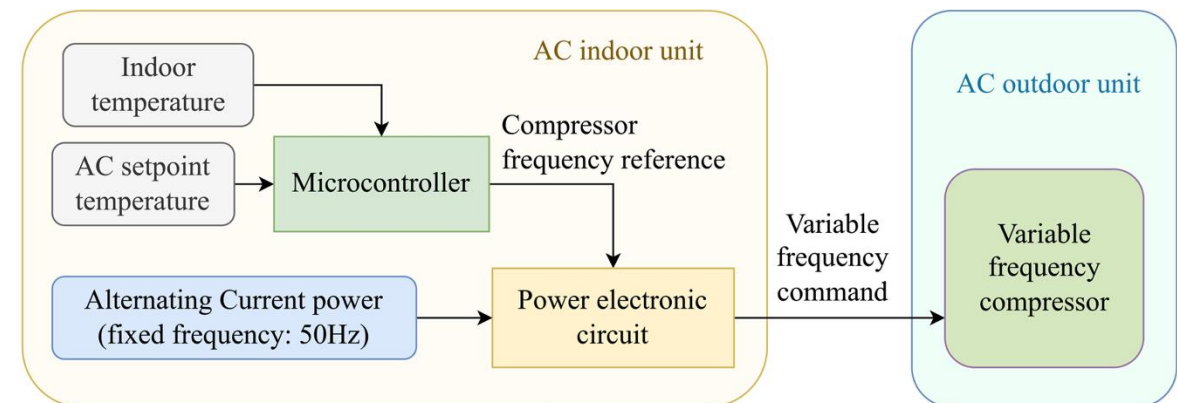 AC indoor unit
Indoor
temperature
AC setpoint
temperature
Microcontroller
Compressor
frequency reference
Alternating Current power
(fixed frequency: 50Hz)
Power electronic
circuit
Variable
frequency
command
AC outdoor unit
Variable
frequency
compressor